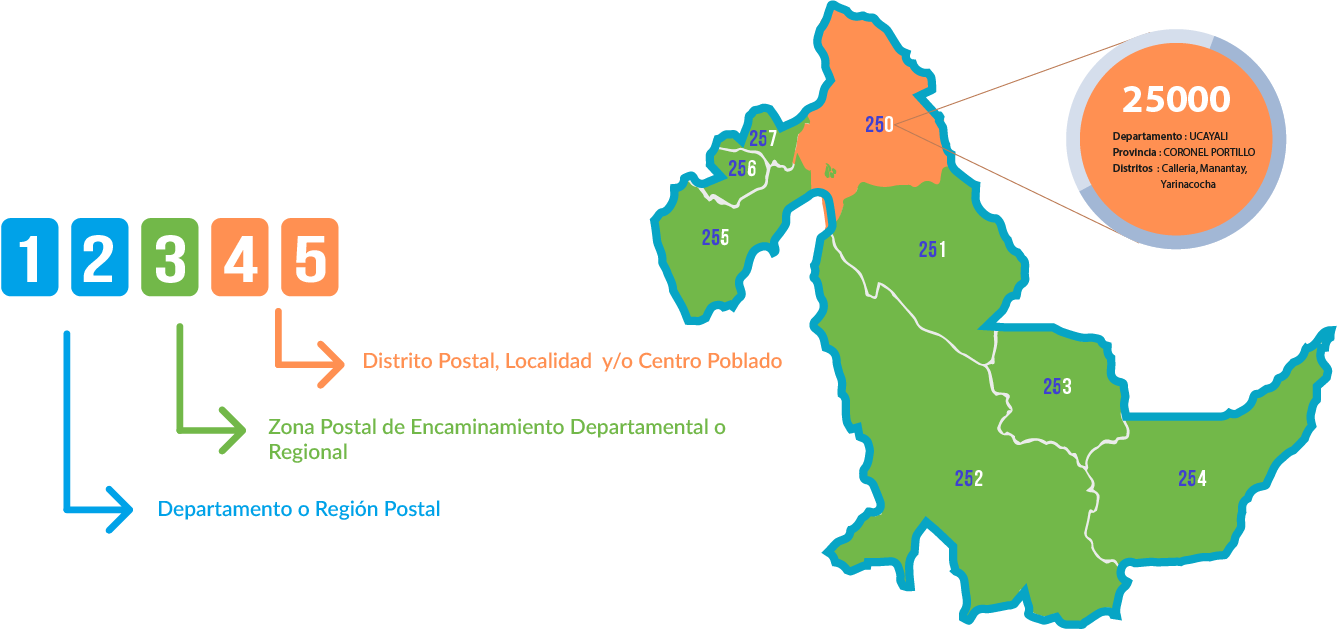 1 2 3 4 5
Distrito Postal, Localidad y/o Centro Poblado
Zona Postal de Encaminamiento Departamental o
Regional
Departamento o Región Postal
250
257
256
255
251
253
252
254
25000
Departamento : UCAYALI
Provincia : CORONEL PORTILLO
Distritos : Calleria, Manantay,
Yarinacocha